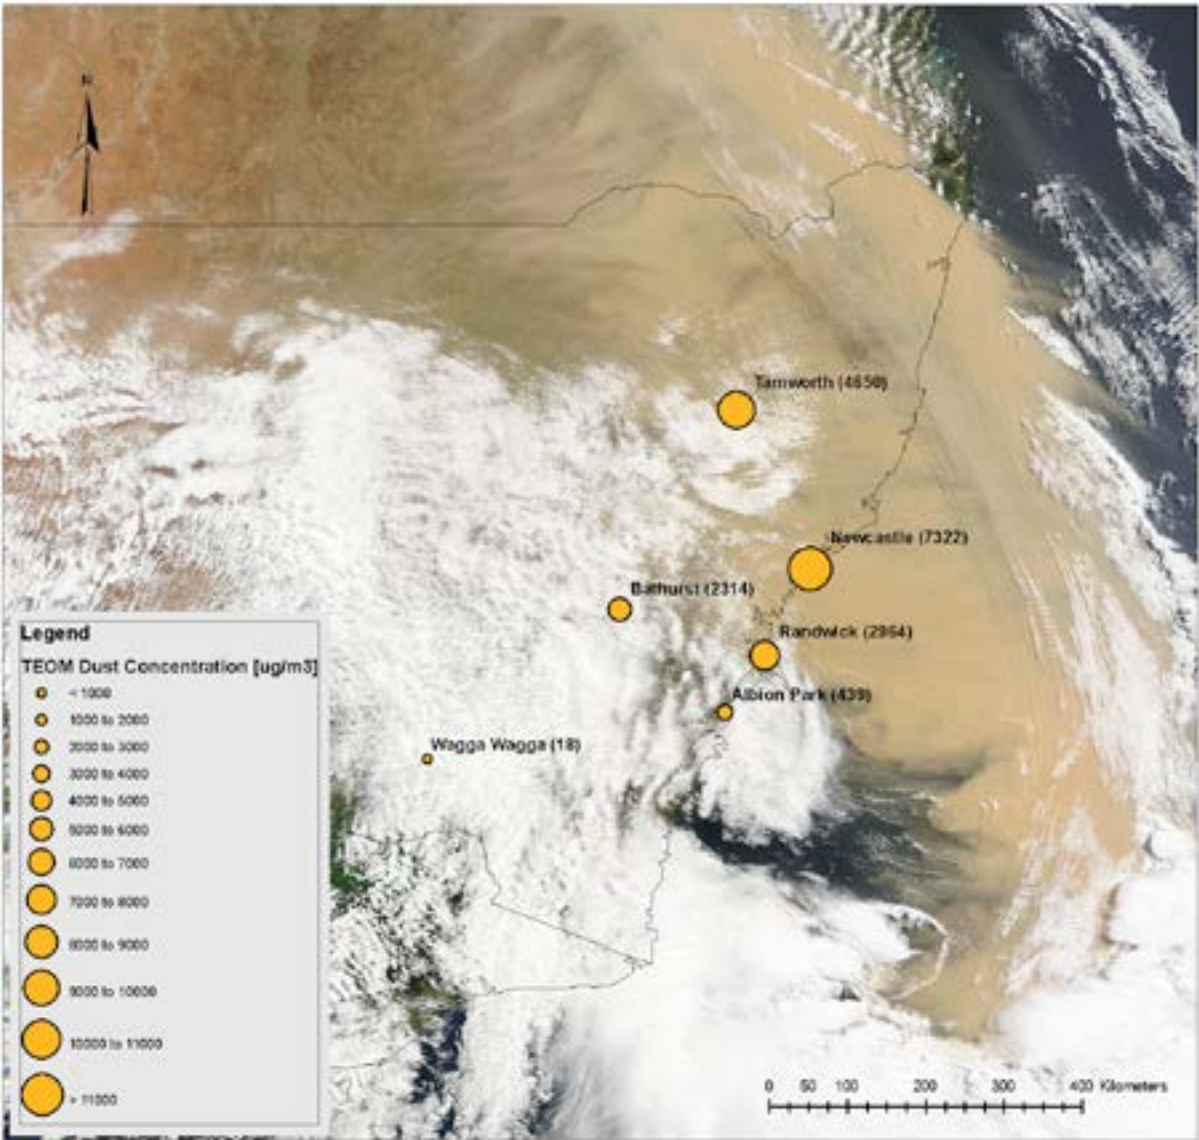 N
Tamworth (4650)
Newcastle (7322)
Bathurst (2314)
Randwick (2964)
Albion Park (439)
Wagga Wagga (18)
Legend
TEOM Dust Concentration [ug/m3]
< 1000
1000 to 2000
2000 to 3000
3000 to 4000
4000 to 5000
5000 to 6000
6000 to 7000
7000 to 8000
8000 to 9000
9000 to 10000
10000 to 11000
> 11000
0 50 100 200 300 400 Kilometers